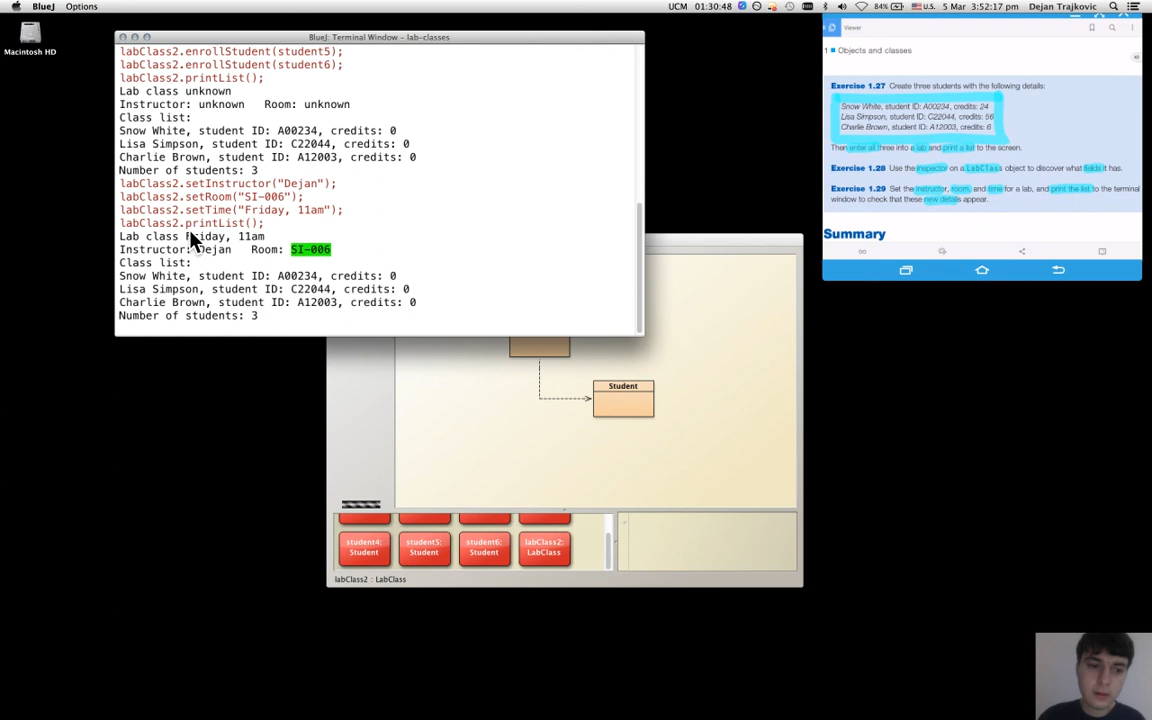 BlueJ Options
UCM 01:30:48 84% U.S. 5 Mar 3:52:17 pm Dejan Trajkovic
Macintosh HD
BlueJ: Terminal Window – lab-classes
labClass2.enrollStudent(student5);
labClass2.enrollStudent(student6);
labClass2.printList();
Lab class unknown
Instructor: unknown   Room: unknown
Class list:
Snow White, student ID: A00234, credits: 0
Lisa Simpson, student ID: C22044, credits: 0
Charlie Brown, student ID: A12003, credits: 0
Number of students: 3
labClass2.setInstructor("Dejan");
labClass2.setRoom("SI-006");
labClass2.setTime("Friday, 11am");
labClass2.printList();
Lab class Friday, 11am
Instructor: Dejan   Room: SI-006
Class list:
Snow White, student ID: A00234, credits: 0
Lisa Simpson, student ID: C22044, credits: 0
Charlie Brown, student ID: A12003, credits: 0
Number of students: 3
Student
student4:
Student
student5:
Student
student6:
Student
labClass2:
LabClass
labClass2 : LabClass
Viewer
1 ■ Objects and classes
Exercise 1.27 Create three students with the following details:
Snow White, student ID: A00234, credits: 24
Lisa Simpson, student ID: C22044, credits: 56
Charlie Brown, student ID: A12003, credits: 6
Then enter all three into a lab and print a list to the screen.
Exercise 1.28 Use the inspector on a LabClass object to discover what fields it has.
Exercise 1.29 Set the instructor, room, and time for a lab, and print the list to the terminal
window to check that these new details appear.
Summary